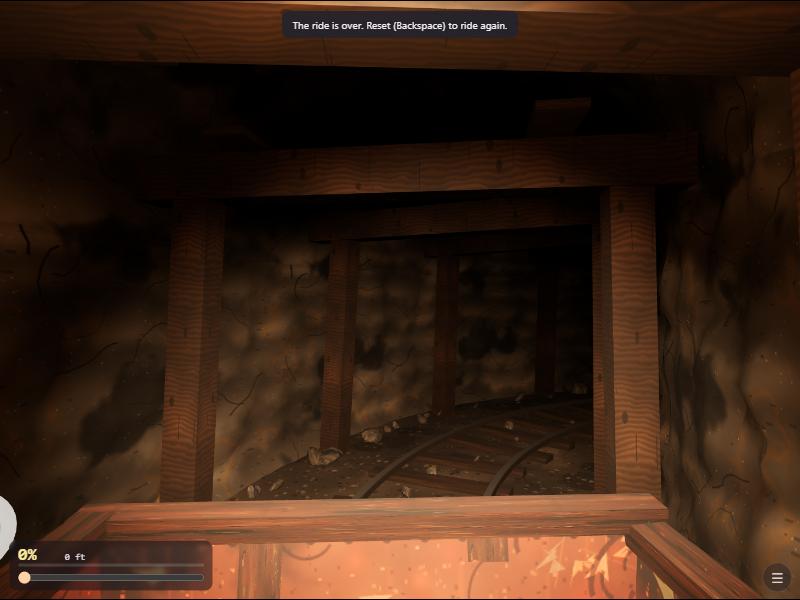 The ride is over. Reset (Backspace) to ride again.
0% 0 ft